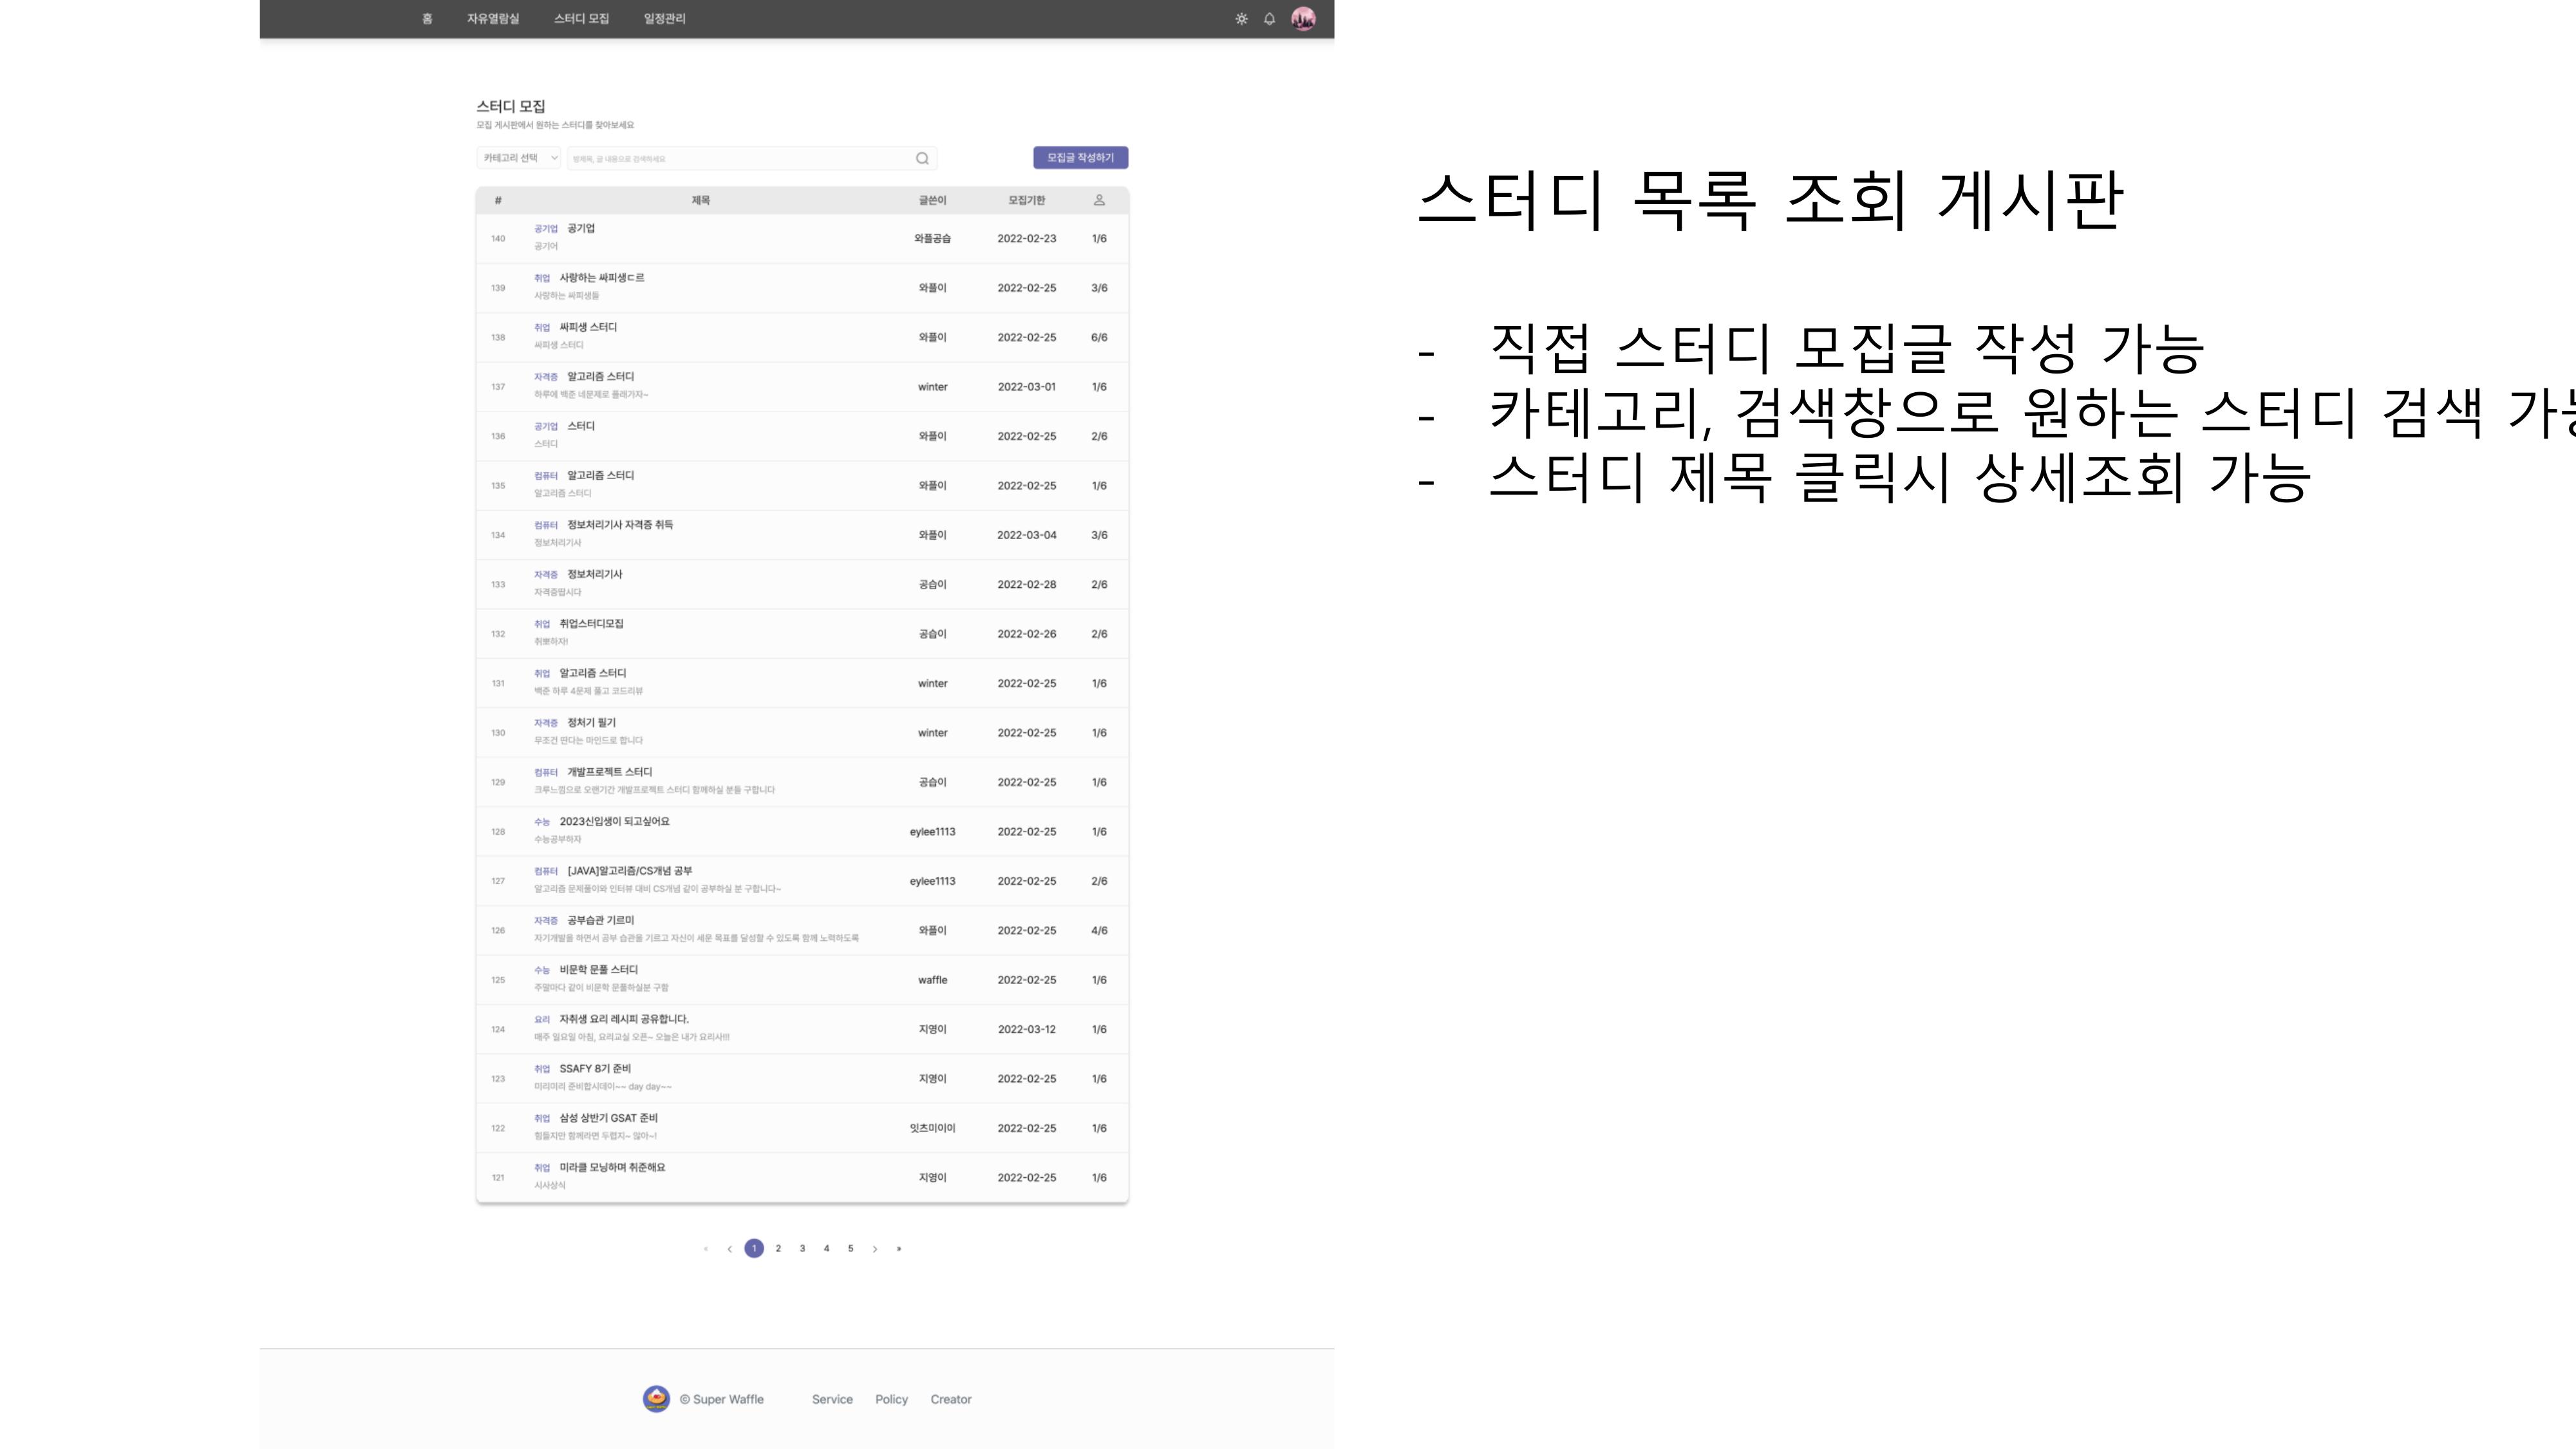 홈 자유열람실 스터디 모집 일정관리
스터디 모집
모집 게시판에서 원하는 스터디를 찾아보세요
카테고리 선택 방제목, 글 내용으로 검색하세요 모집글 작성하기
# 제목 글쓴이 모집기한
140 공기업 공기업 와플공습 2022-02-23 1/6
공기어
139 취업 사랑하는 싸피생ㄷ르 와플이 2022-02-25 3/6
사랑하는 싸피생들
138 취업 싸피생 스터디 와플이 2022-02-25 6/6
싸피생 스터디
137 자격증 알고리즘 스터디 winter 2022-03-01 1/6
하루에 백준 네문제로 플래가자~
136 공기업 스터디 와플이 2022-02-25 2/6
스터디
135 컴퓨터 알고리즘 스터디 와플이 2022-02-25 1/6
알고리즘 스터디
134 컴퓨터 정보처리기사 자격증 취득 와플이 2022-03-04 3/6
정보처리기사
133 자격증 정보처리기사 공습이 2022-02-28 2/6
자격증땁시다
132 취업 취업스터디모집 공습이 2022-02-26 2/6
취뽀하자!
131 취업 알고리즘 스터디 winter 2022-02-25 1/6
백준 하루 4문제 풀고 코드리뷰
130 자격증 정처기 필기 winter 2022-02-25 1/6
무조건 딴다는 마인드로 합니다
129 컴퓨터 개발프로젝트 스터디 공습이 2022-02-25 1/6
크루느낌으로 오랜기간 개발프로젝트 스터디 함께하실 분들 구합니다
128 수능 2023신입생이 되고싶어요 eylee1113 2022-02-25 1/6
수능공부하자
127 컴퓨터 [JAVA]알고리즘/CS개념 공부 eylee1113 2022-02-25 2/6
알고리즘 문제풀이와 인터뷰 대비 CS개념 같이 공부하실 분 구합니다~
126 자격증 공부습관 기르미 와플이 2022-02-25 4/6
자기개발을 하면서 공부 습관을 기르고 자신이 세운 목표를 달성할 수 있도록 함께 노력하도록
125 수능 비문학 문풀 스터디 waffle 2022-02-25 1/6
주말마다 같이 비문학 문풀하실분 구함
124 요리 자취생 요리 레시피 공유합니다. 지영이 2022-03-12 1/6
매주 일요일 아침, 요리교실 오픈~ 오늘은 내가 요리사!!!
123 취업 SSAFY 8기 준비 지영이 2022-02-25 1/6
미리미리 준비합시데이~~ day day~~
122 취업 삼성 상반기 GSAT 준비 잇츠미이이 2022-02-25 1/6
힘들지만 함께라면 두렵지~ 않아~!
121 취업 미라클 모닝하며 취준해요 지영이 2022-02-25 1/6
시사상식
« ‹ 1 2 3 4 5 › »
© Super Waffle Service Policy Creator
스터디 목록 조회 게시판
- 직접 스터디 모집글 작성 가능
- 카테고리, 검색창으로 원하는 스터디 검색 가
- 스터디 제목 클릭시 상세조회 가능